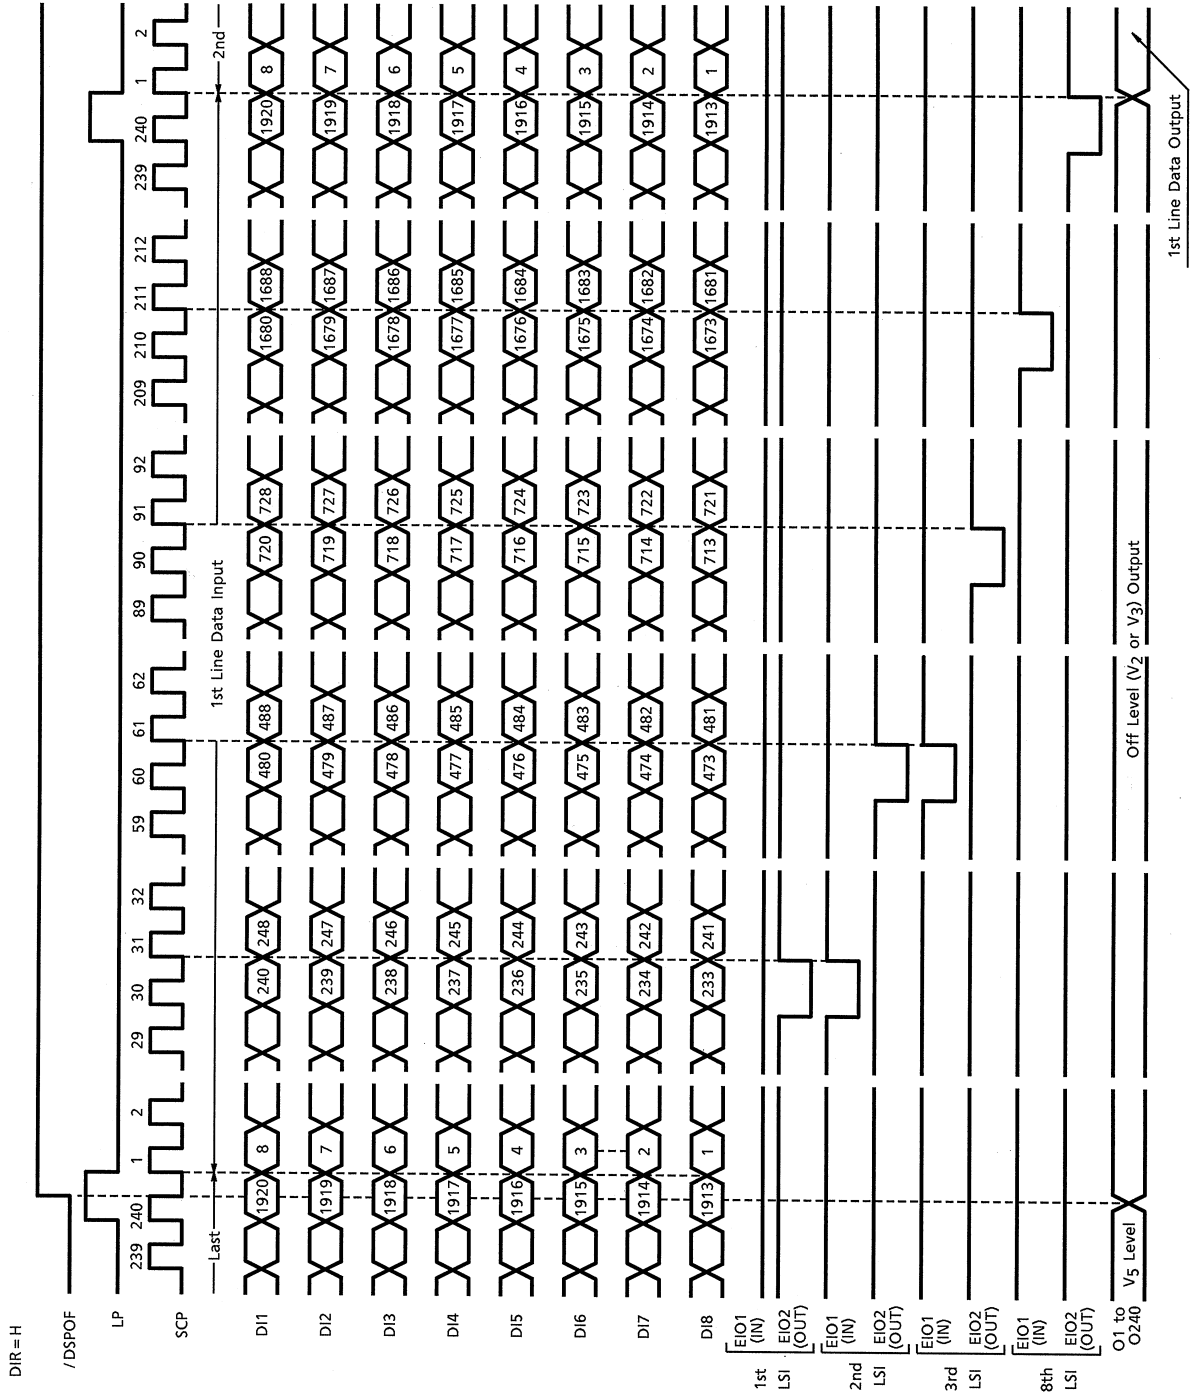 DIR = H
/ DSPOF
LP
SCP 239 240 1 2 29 30 31 32 59 60 61 62 89 90 91 92 209 210 211 212 239 240 1 2
Last 1st Line Data Input 2nd
DI1 1920 8 240 248 480 488 720 728 1680 1688 1920 8
DI2 1919 7 239 247 479 487 719 727 1679 1687 1919 7
DI3 1918 6 238 246 478 486 718 726 1678 1686 1918 6
DI4 1917 5 237 245 477 485 717 725 1677 1685 1917 5
DI5 1916 4 236 244 476 484 716 724 1676 1684 1916 4
DI6 1915 3 235 243 475 483 715 723 1675 1683 1915 3
DI7 1914 2 234 242 474 482 714 722 1674 1682 1914 2
DI8 1913 1 233 241 473 481 713 721 1673 1681 1913 1
1st LSI
EIO1 (IN)
EIO2 (OUT)
2nd LSI
EIO1 (IN)
EIO2 (OUT)
3rd LSI
EIO1 (IN)
EIO2 (OUT)
8th LSI
EIO1 (IN)
EIO2 (OUT)
O1 to O240
V5 Level
Off Level (V2 or V3) Output
1st Line Data Output